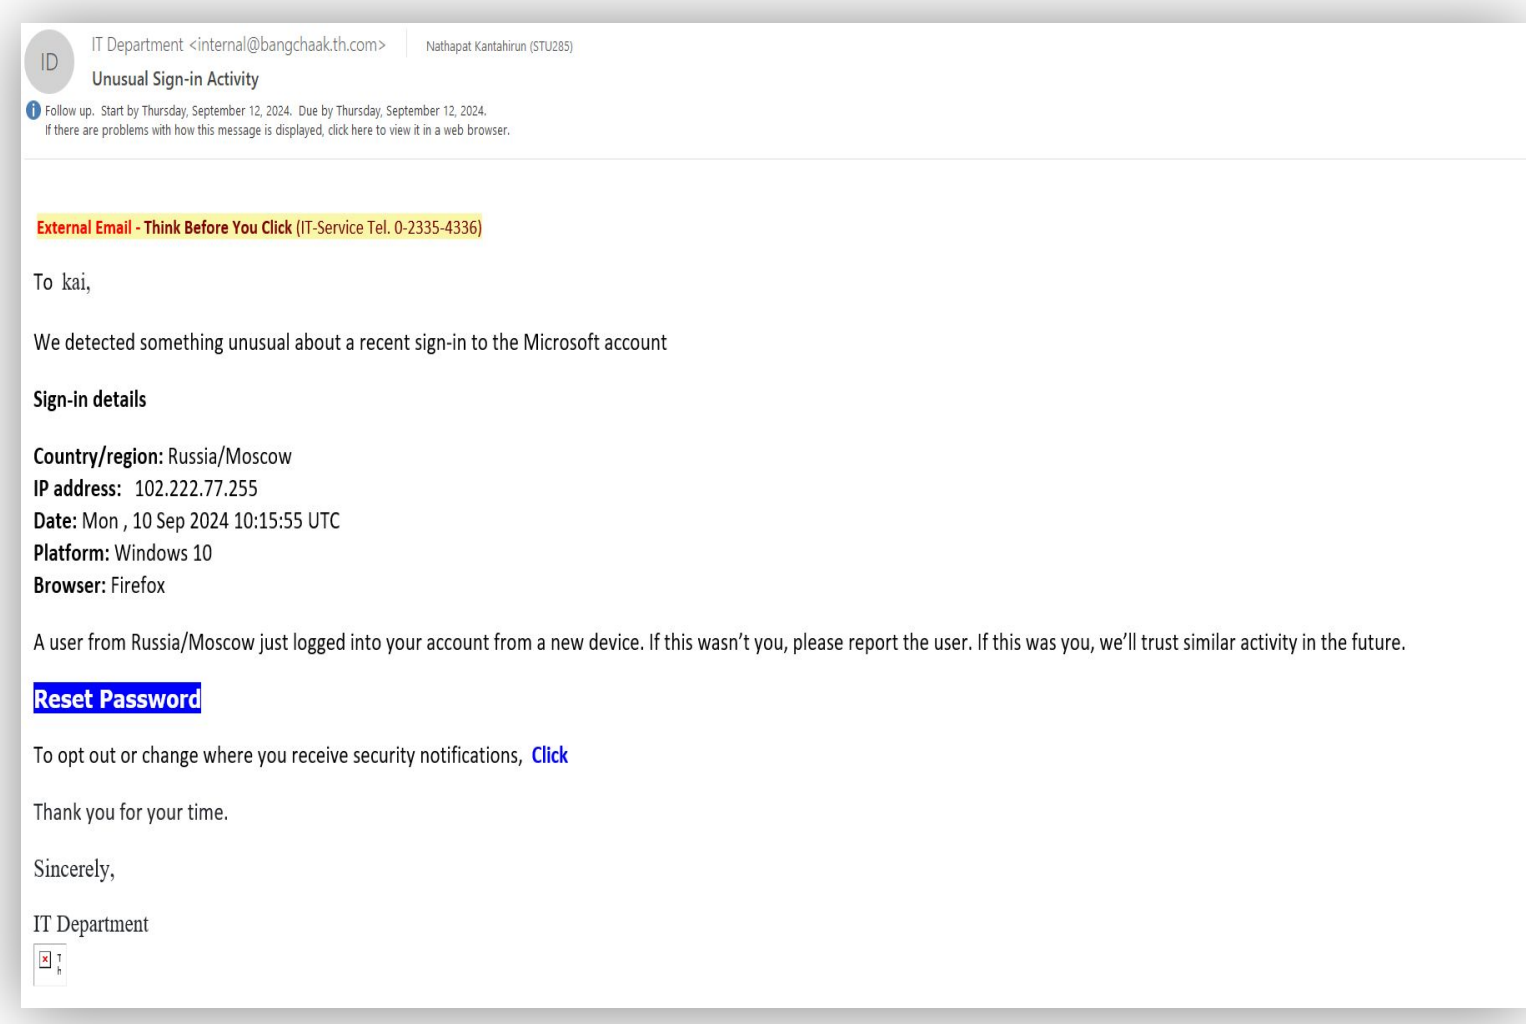 ID
IT Department <internal@bangchaak.th.com> Nathapat Kantahirun (STU285)
Unusual Sign-in Activity
Follow up. Start by Thursday, September 12, 2024. Due by Thursday, September 12, 2024.
If there are problems with how this message is displayed, click here to view it in a web browser.
External Email - Think Before You Click (IT-Service Tel. 0-2335-4336)
To kai,
We detected something unusual about a recent sign-in to the Microsoft account
Sign-in details
Country/region: Russia/Moscow
IP address: 102.222.77.255
Date: Mon , 10 Sep 2024 10:15:55 UTC
Platform: Windows 10
Browser: Firefox
A user from Russia/Moscow just logged into your account from a new device. If this wasn’t you, please report the user. If this was you, we’ll trust similar activity in the future.
Reset Password
To opt out or change where you receive security notifications, Click
Thank you for your time.
Sincerely,
IT Department